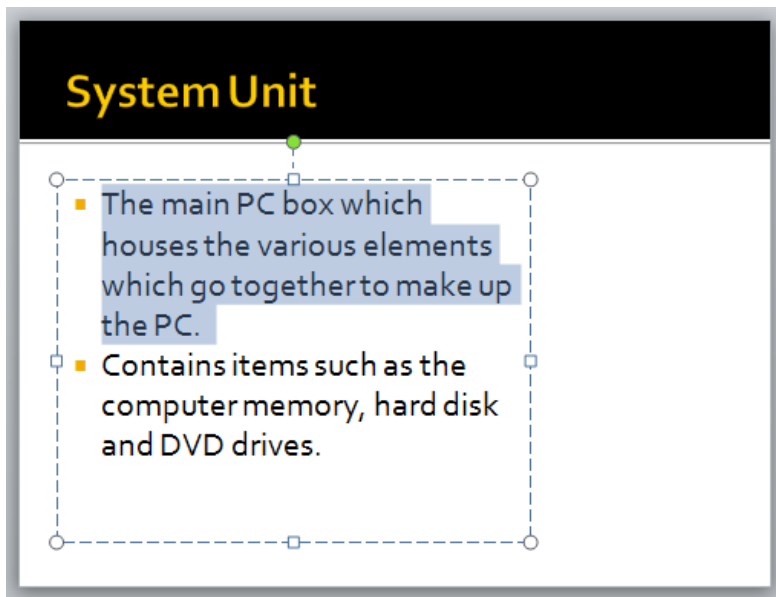 System Unit
The main PC box which
houses the various elements
which go together to make up
the PC.
Contains items such as the
computer memory, hard disk
and DVD drives.